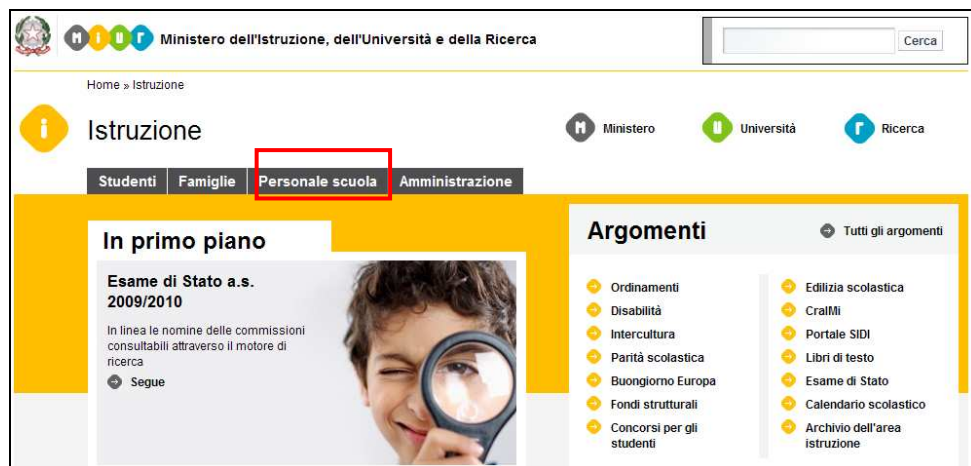 m i u r Ministero dell'Istruzione, dell'Università e della Ricerca
Cerca
Home » Istruzione
i Istruzione
m Ministero
u Università
r Ricerca
Studenti Famiglie Personale scuola Amministrazione
In primo piano
Esame di Stato a.s.
2009/2010
In linea le nomine delle commissioni
consultabili attraverso il motore di
ricerca
Segue
Argomenti
Tutti gli argomenti
Ordinamenti
Disabilità
Intercultura
Parità scolastica
Buongiorno Europa
Fondi strutturali
Concorsi per gli
studenti
Edilizia scolastica
CralMi
Portale SIDI
Libri di testo
Esame di Stato
Calendario scolastico
Archivio dell'area
istruzione